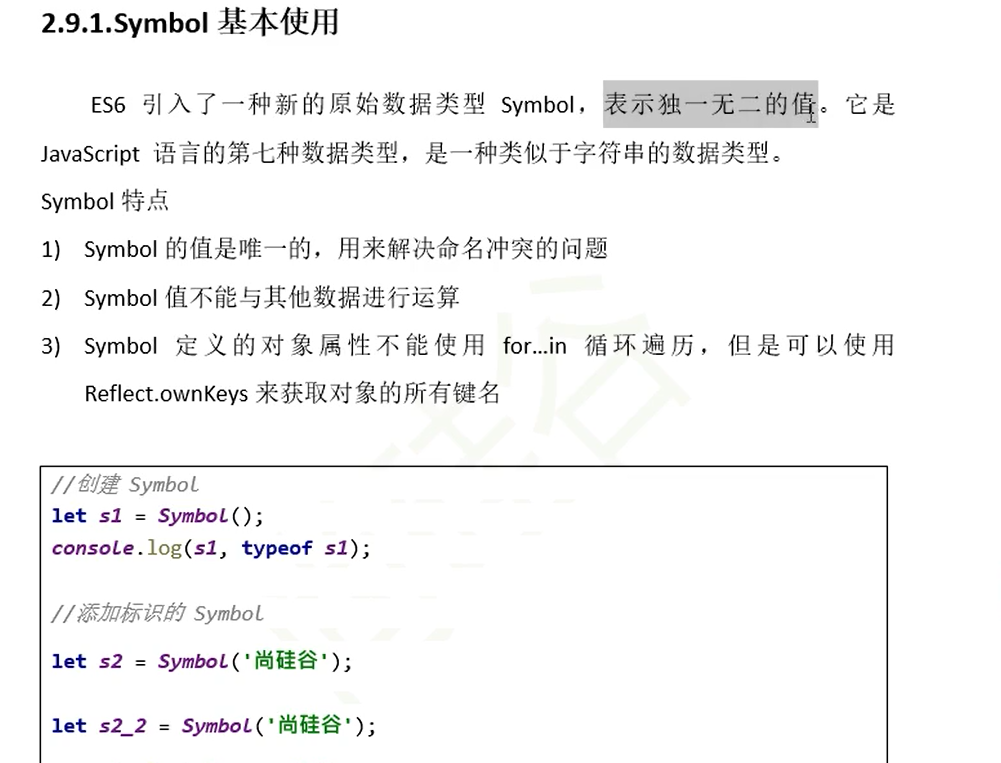 2.9.1.Symbol 基本使用
ES6 引入了一种新的原始数据类型 Symbol，表示独一无二的值。它是
JavaScript 语言的第七种数据类型，是一种类似于字符串的数据类型。
Symbol 特点
1) Symbol 的值是唯一的，用来解决命名冲突的问题
2) Symbol 值不能与其他数据进行运算
3) Symbol 定义的对象属性不能使用 for…in 循环遍历，但是可以使用
Reflect.ownKeys 来获取对象的所有键名
//创建 Symbol
let s1 = Symbol();
console.log(s1, typeof s1);
//添加标识的 Symbol
let s2 = Symbol('尚硅谷');
let s2_2 = Symbol('尚硅谷');